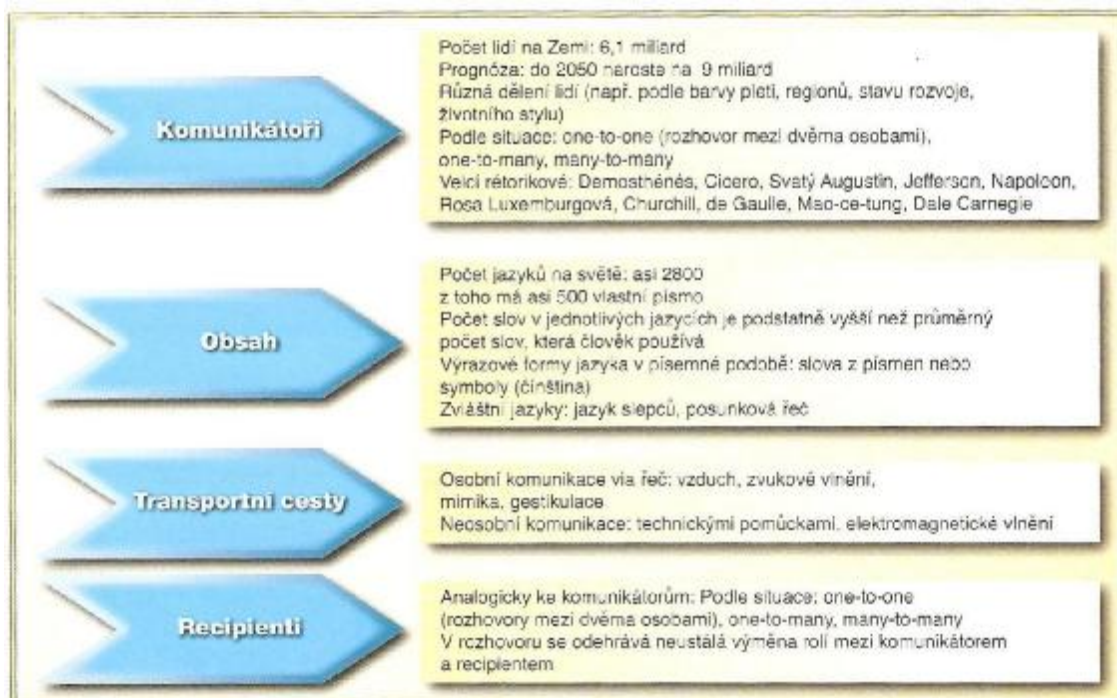 Komunikátoři
Počet lidí na Zemi: 6,1 miliard
Prognóza: do 2050 naroste na 9 miliard
Různá dělení lidí (např. podle barvy pleti, regionů, stavu rozvoje,
životního stylu)
Podle situace: one-to-one (rozhovor mezi dvěma osobami),
one-to-many, many-to-many
Velcí rétorikové: Demosthénés, Cicero, Svatý Augustin, Jefferson, Napoleon,
Rosa Luxemburgová, Churchill, de Gaulle, Mao-ce-tung, Dale Carnegie
Obsah
Počet jazyků na světě: asi 2800
z toho má asi 500 vlastní písmo
Počet slov v jednotlivých jazycích je podstatně vyšší než průměrný
počet slov, která člověk používá
Výrazové formy jazyka v písemné podobě: slova z písmen nebo
symboly (čínština)
Zvláštní jazyky: jazyk slepců, posunková řeč
Transportní cesty
Osobní komunikace via řeč: vzduch, zvukové vlnění,
mimika, gestikulace
Neosobní komunikace: technickými pomůckami, elektromagnetické vlnění
Recipienti
Analogicky ke komunikátorům: Podle situace: one-to-one
(rozhovory mezi dvěma osobami), one-to-many, many-to-many
V rozhovoru se odehrává neustálá výměna rolí mezi komunikátorem
a recipientem